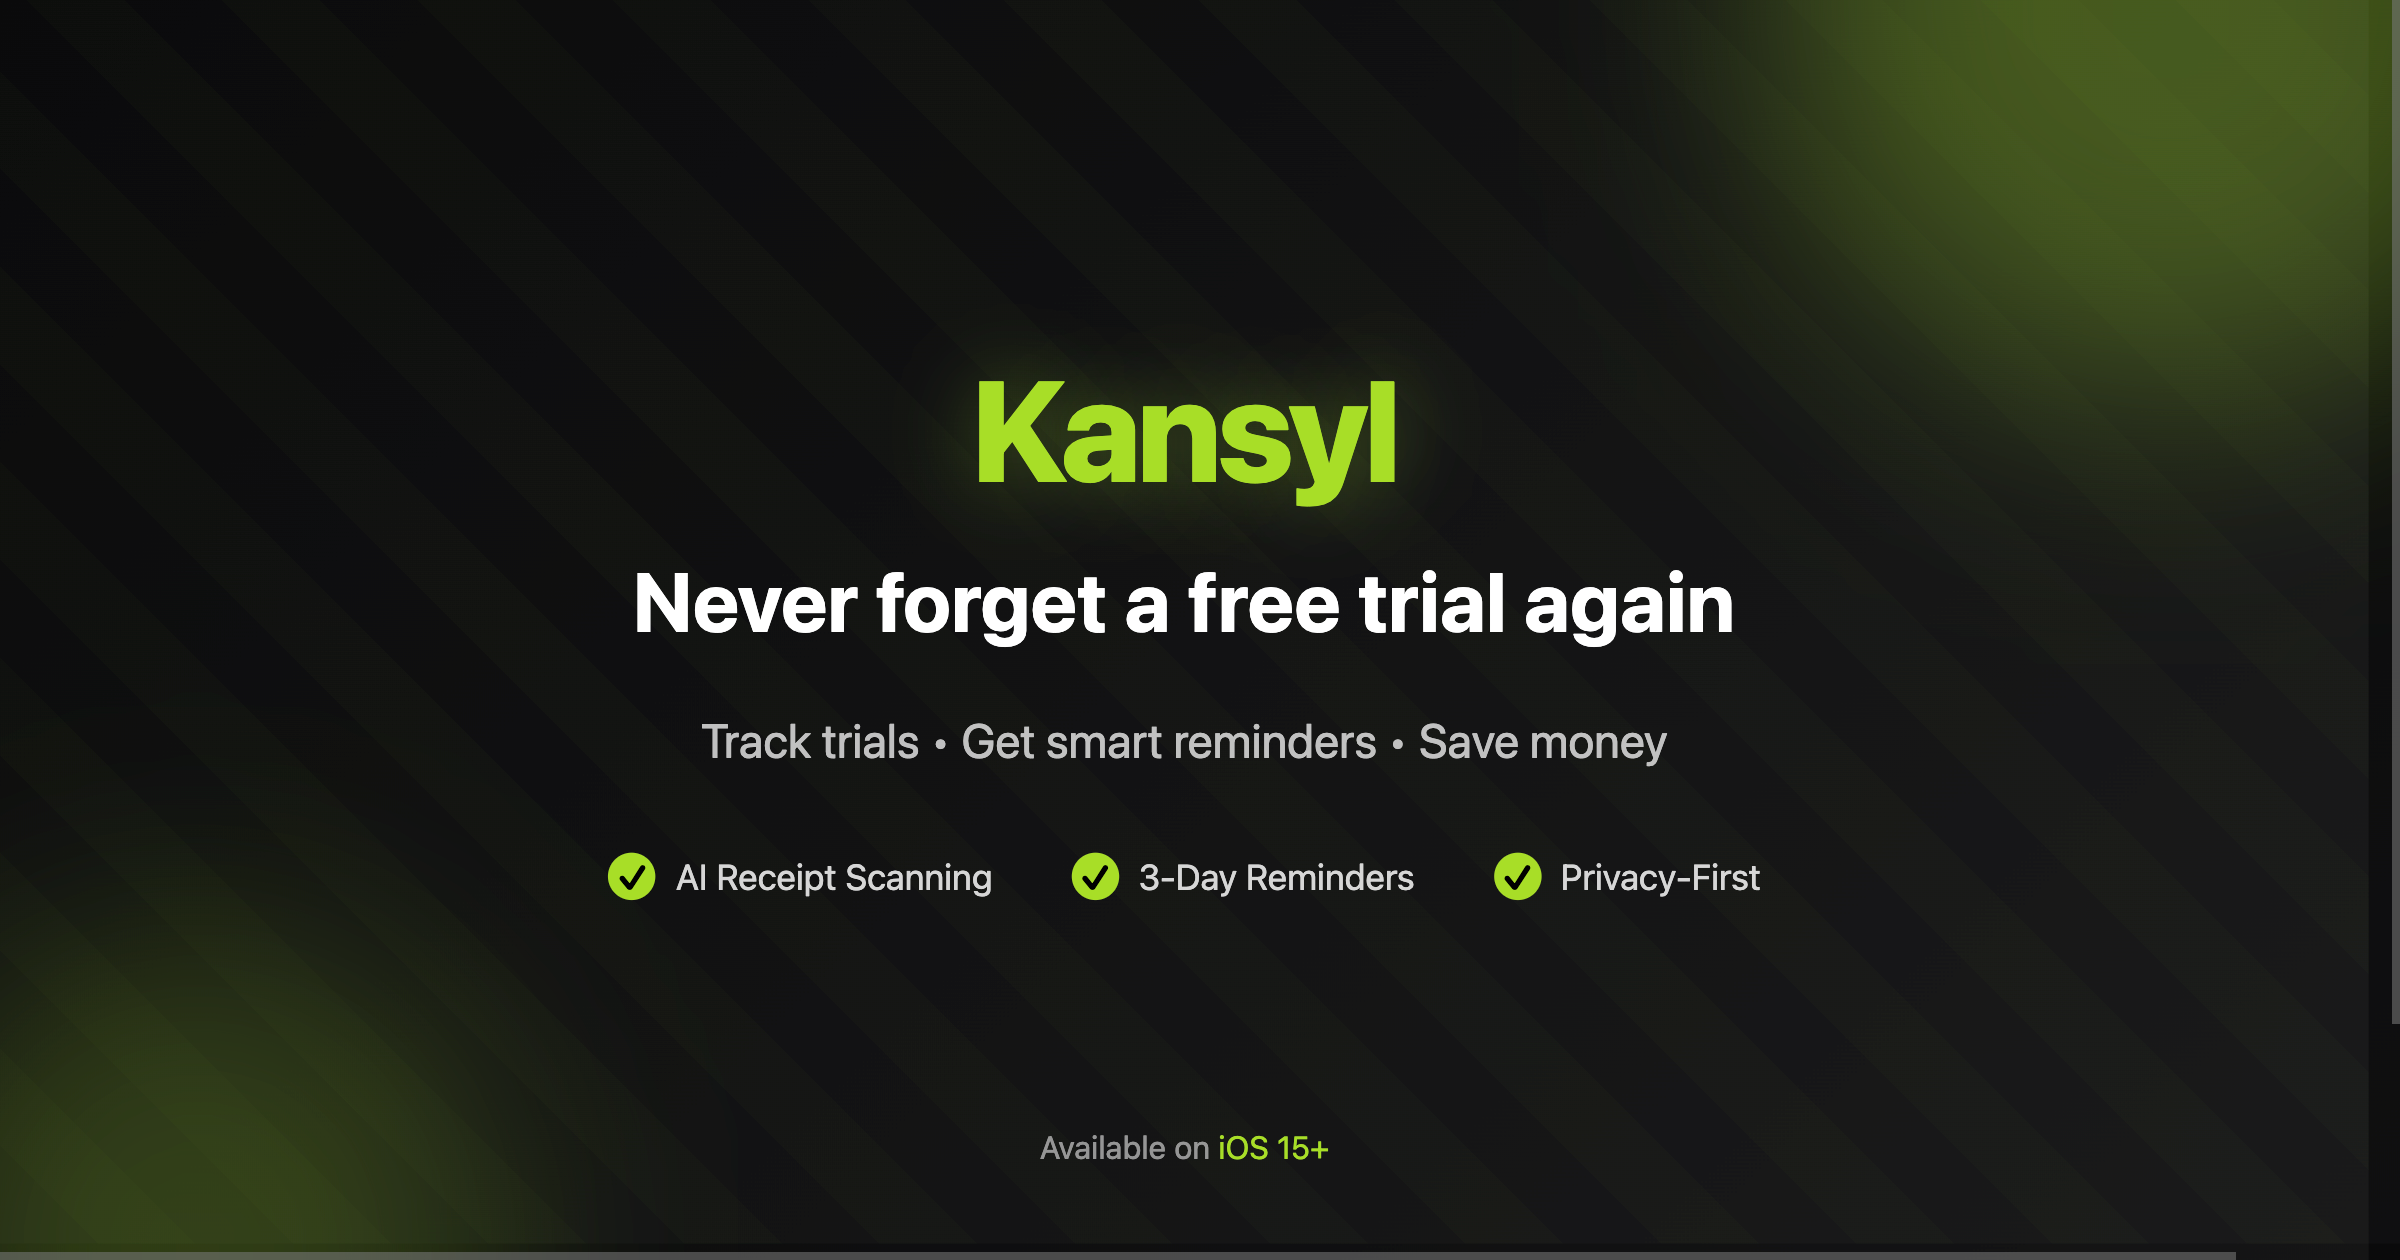 Kansyl
Never forget a free trial again
Track trials • Get smart reminders • Save money
AI Receipt Scanning
3-Day Reminders
Privacy-First
Available on iOS 15+